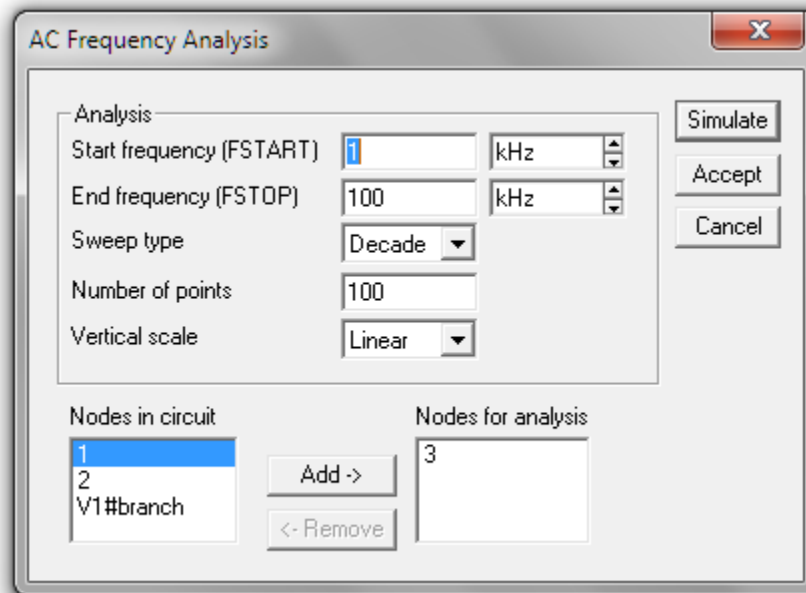 AC Frequency Analysis
Analysis
Start frequency (FSTART) 1 kHz
Simulate
End frequency (FSTOP) 100 kHz
Accept
Sweep type Decade
Cancel
Number of points 100
Vertical scale Linear
Nodes in circuit
Nodes for analysis
1
2
V1#branch
Add ->
<- Remove
3